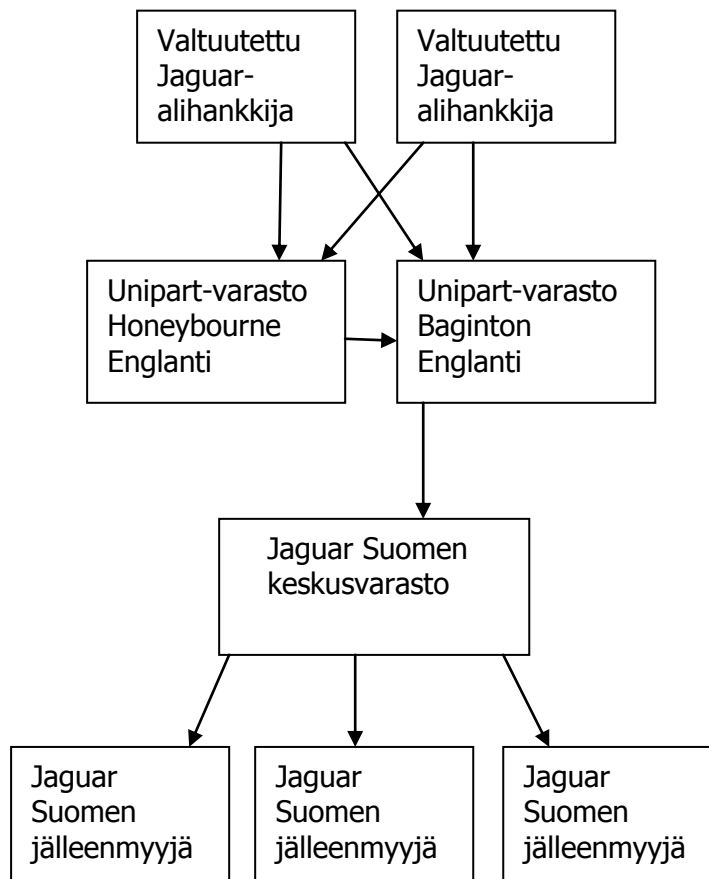 Valtuutettu
Jaguar-
alihankkija
Valtuutettu
Jaguar-
alihankkija
Unipart-varasto
Honeybourne
Englanti
Unipart-varasto
Baginton
Englanti
Jaguar Suomen
keskusvarasto
Jaguar
Suomen
jälleenmyyjä
Jaguar
Suomen
jälleenmyyjä
Jaguar
Suomen
jälleenmyyjä